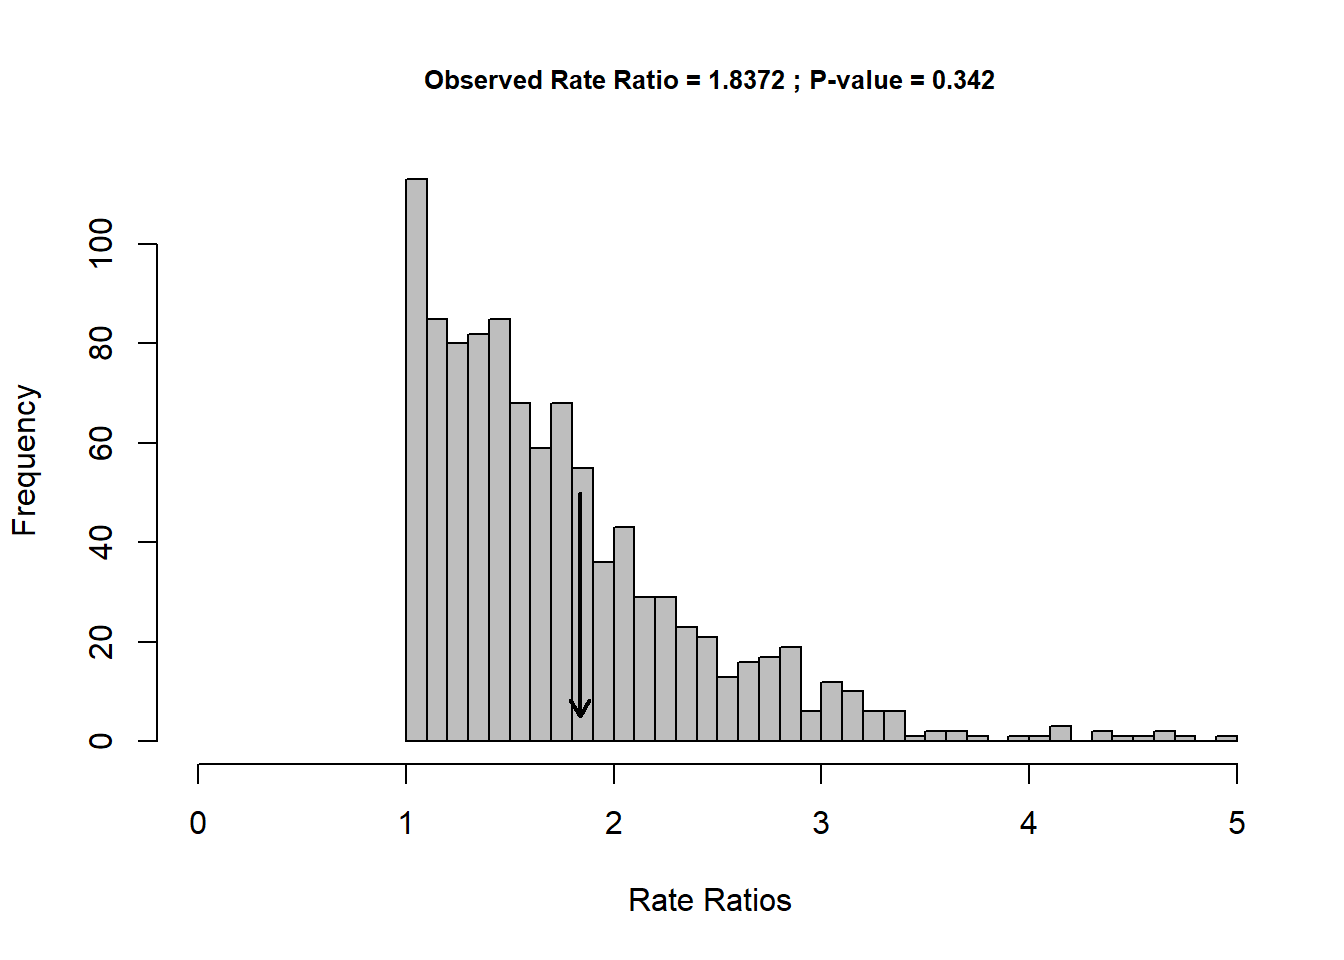 Observed Rate Ratio = 1.8372 ; P-value = 0.342
Frequency
100
80
60
40
20
0
0 1 2 3 4 5
Rate Ratios